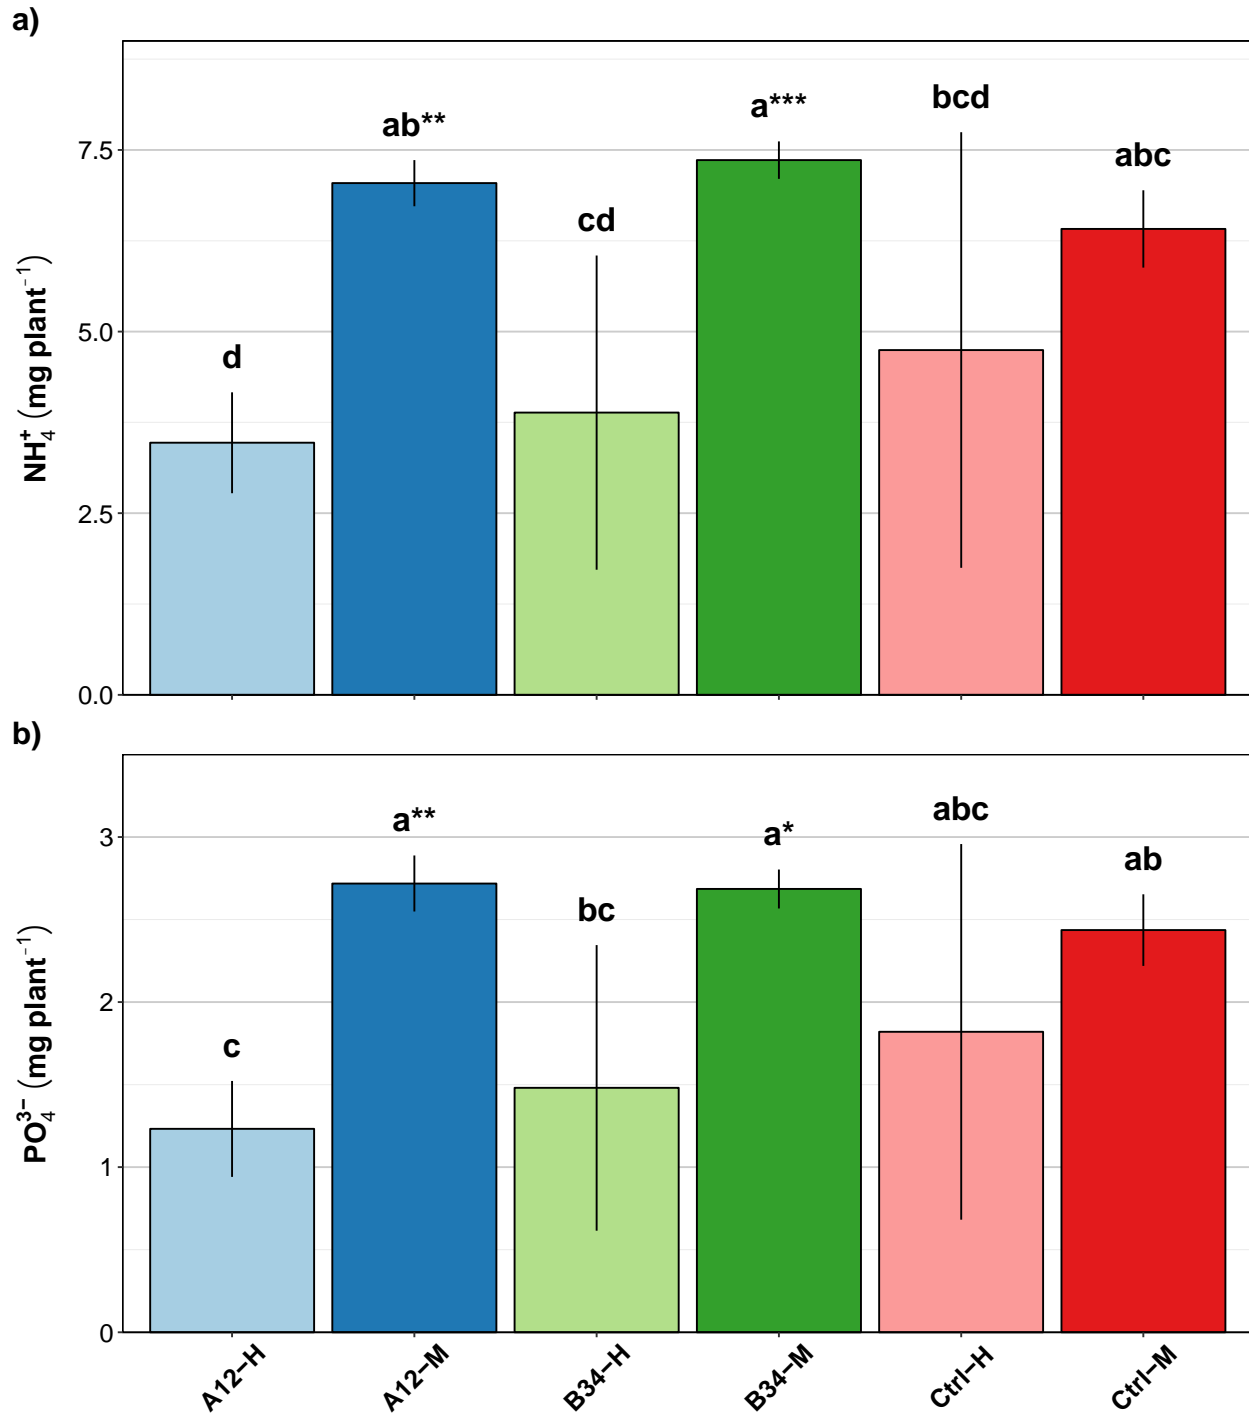 a)
NH₄⁺ (mg plant⁻¹)
7.5
5.0
2.5
0.0
d
ab**
cd
a***
bcd
abc
b)
PO₄³⁻ (mg plant⁻¹)
3
2
1
0
c
a**
bc
a*
abc
ab
A12−H
A12−M
B34−H
B34−M
Ctrl−H
Ctrl−M